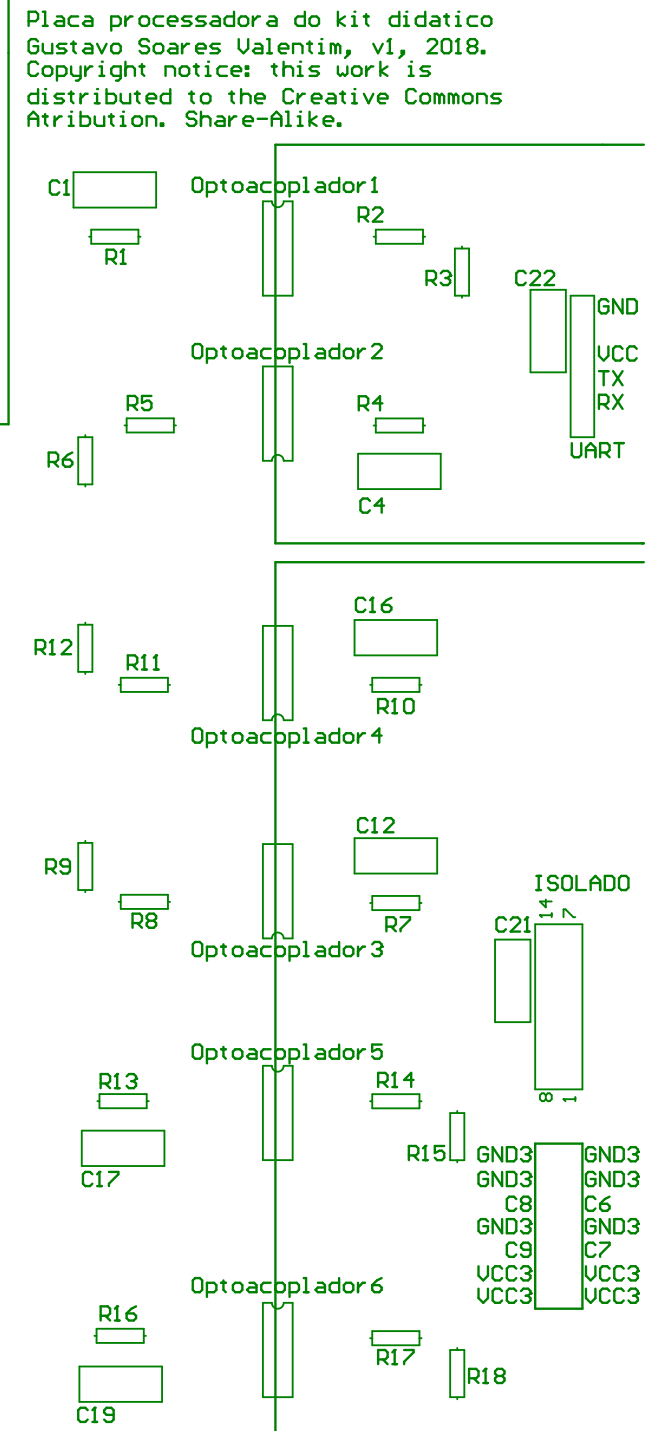 Placa processadora do kit didatico
Gustavo Soares Valentim, v1, 2018.
Copyright notice: this work is
distributed to the Creative Commons
Atribution. Share-Alike.
C1
Optoacoplador1
R2
R1
R3
C22
GND
Optoacoplador2
VCC
TX
R5
R4
RX
R6
UART
C4
C16
R12
R11
R10
Optoacoplador4
C12
R9
ISOLADO
14
7
R8
R7
C21
Optoacoplador3
Optoacoplador5
R13
R14
8
1
R15
GND3
GND3
C17
GND3
GND3
C8
C6
GND3
GND3
C9
C7
VCC3
VCC3
Optoacoplador6
VCC3
VCC3
R16
R17
R18
C19